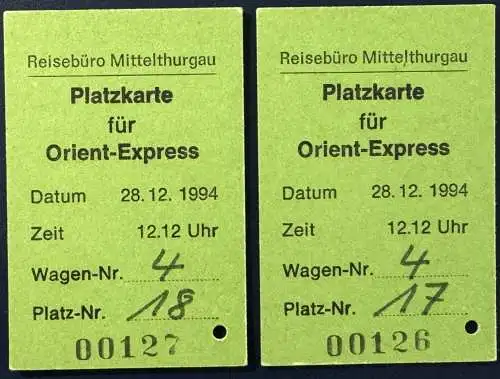 Reisebüro Mittelthurgau
Platzkarte
für
Orient-Express
Datum 28.12. 1994
Zeit 12.12 Uhr
Wagen-Nr. 4
Platz-Nr. 18
00127
Reisebüro Mittelthurgau
Platzkarte
für
Orient-Express
Datum 28.12. 1994
Zeit 12.12 Uhr
Wagen-Nr. 4
Platz-Nr. 17
00126